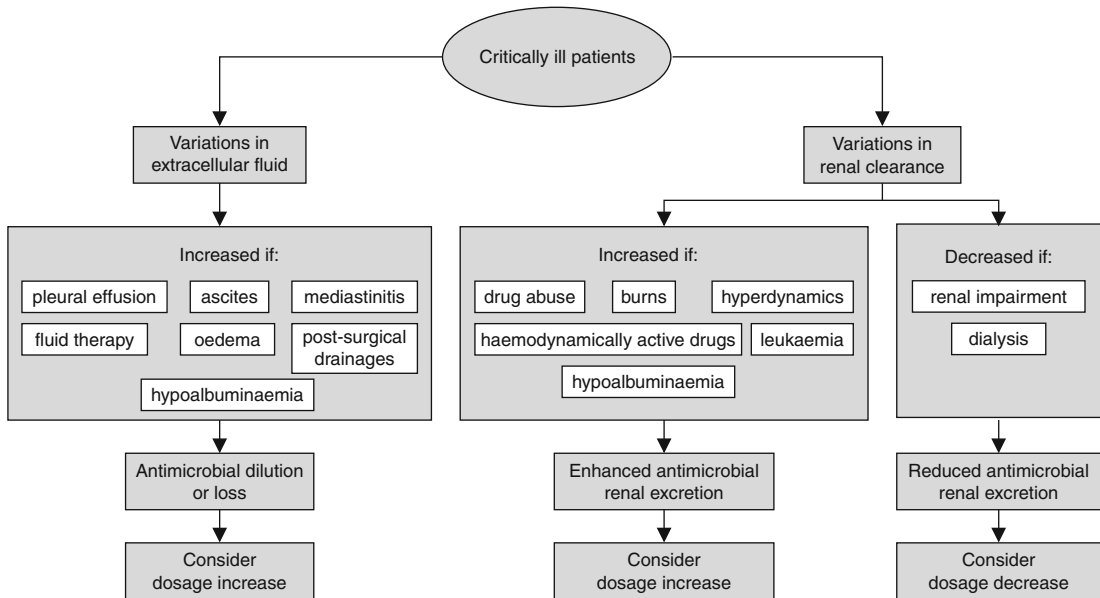 Critically ill patients
Variations in
extracellular fluid
Increased if:
pleural effusion
ascites
mediastinitis
fluid therapy
oedema
post-surgical
drainages
hypoalbuminaemia
Antimicrobial dilution
or loss
Consider
dosage increase
Variations in
renal clearance
Increased if:
drug abuse
burns
hyperdynamics
haemodynamically active drugs
leukaemia
hypoalbuminaemia
Enhanced antimicrobial
renal excretion
Consider
dosage increase
Decreased if:
renal impairment
dialysis
Reduced antimicrobial
renal excretion
Consider
dosage decrease